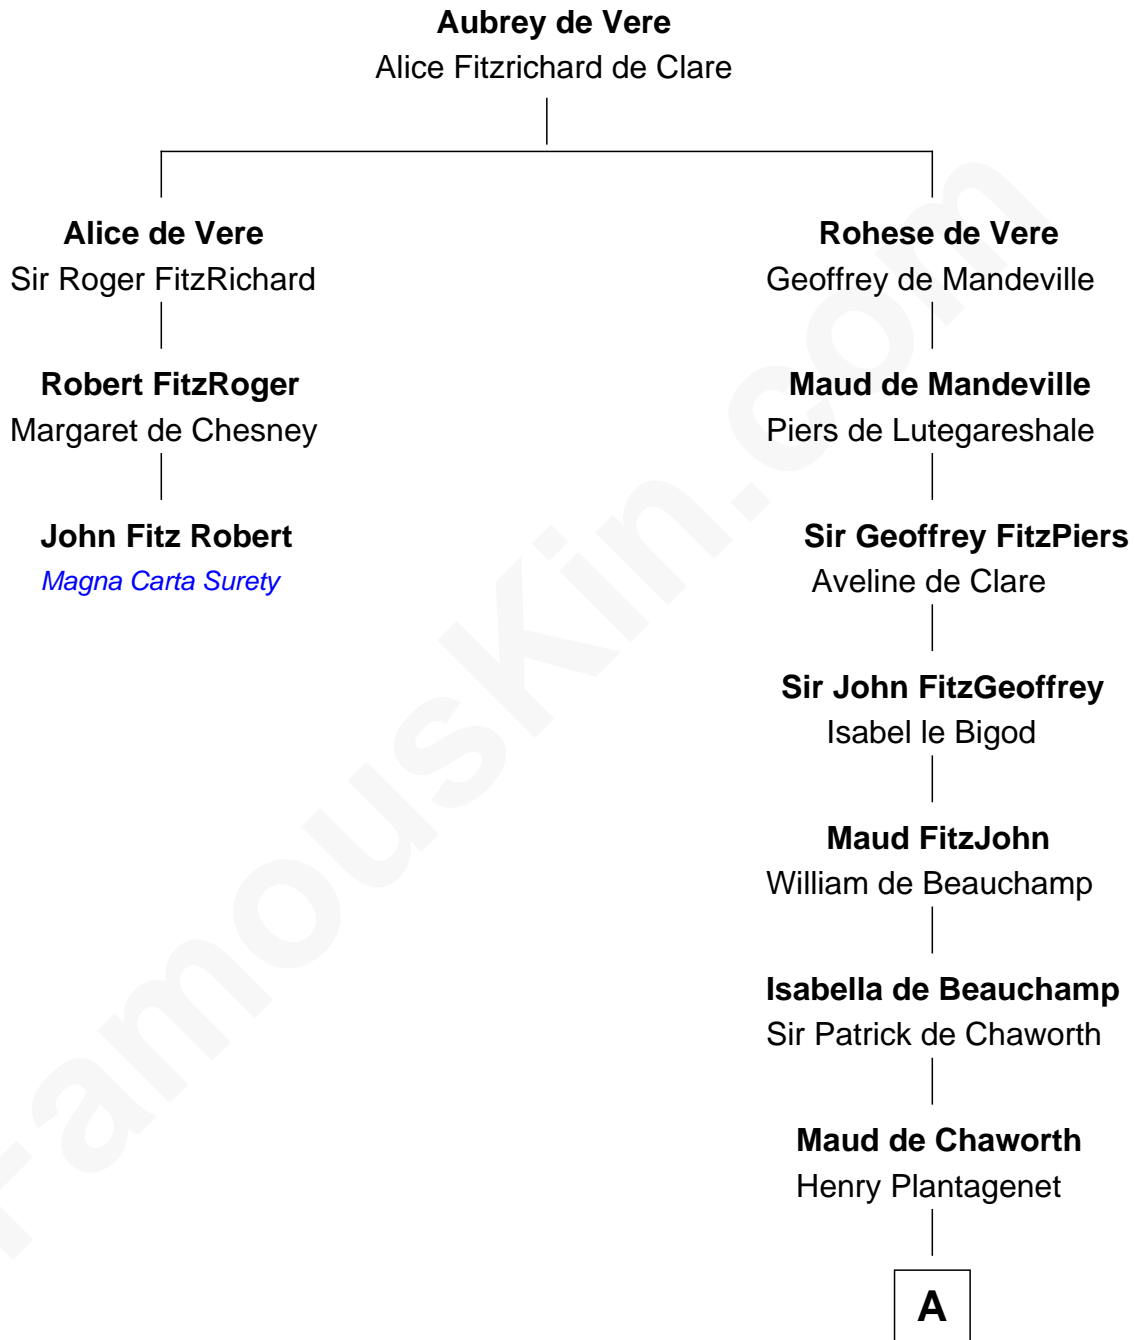 Aubrey de Vere
Alice Fitzrichard de Clare
Alice de Vere
Sir Roger FitzRichard
Rohese de Vere
Geoffrey de Mandeville
Robert FitzRoger
Margaret de Chesney
Maud de Mandeville
Piers de Lutegareshale
John Fitz Robert
Magna Carta Surety
Sir Geoffrey FitzPiers
Aveline de Clare
Sir John FitzGeoffrey
Isabel le Bigod
Maud FitzJohn
William de Beauchamp
Isabella de Beauchamp
Sir Patrick de Chaworth
Maud de Chaworth
Henry Plantagenet
A
FamousKin.com